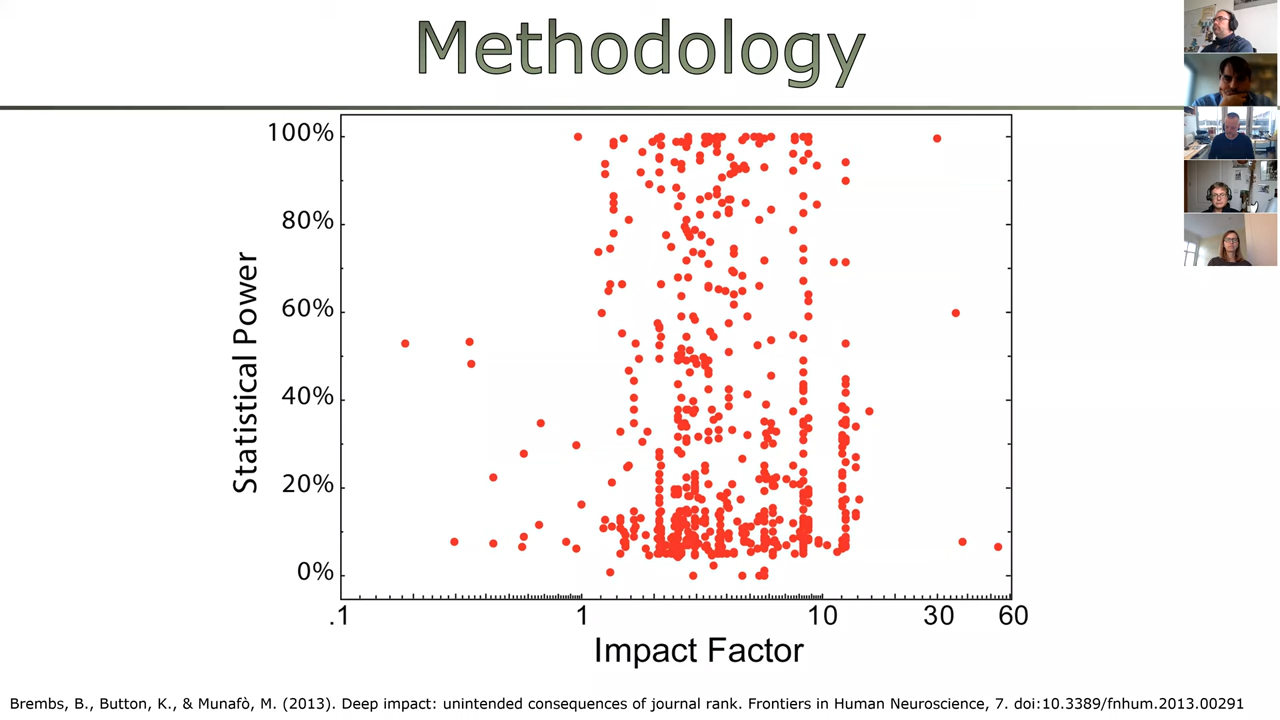 Methodology
100%
80%
60%
40%
20%
0%
Statistical Power
.1
1
10
30
60
Impact Factor
Brembs, B., Button, K., & Munafò, M. (2013). Deep impact: unintended consequences of journal rank. Frontiers in Human Neuroscience, 7. doi:10.3389/fnhum.2013.00291